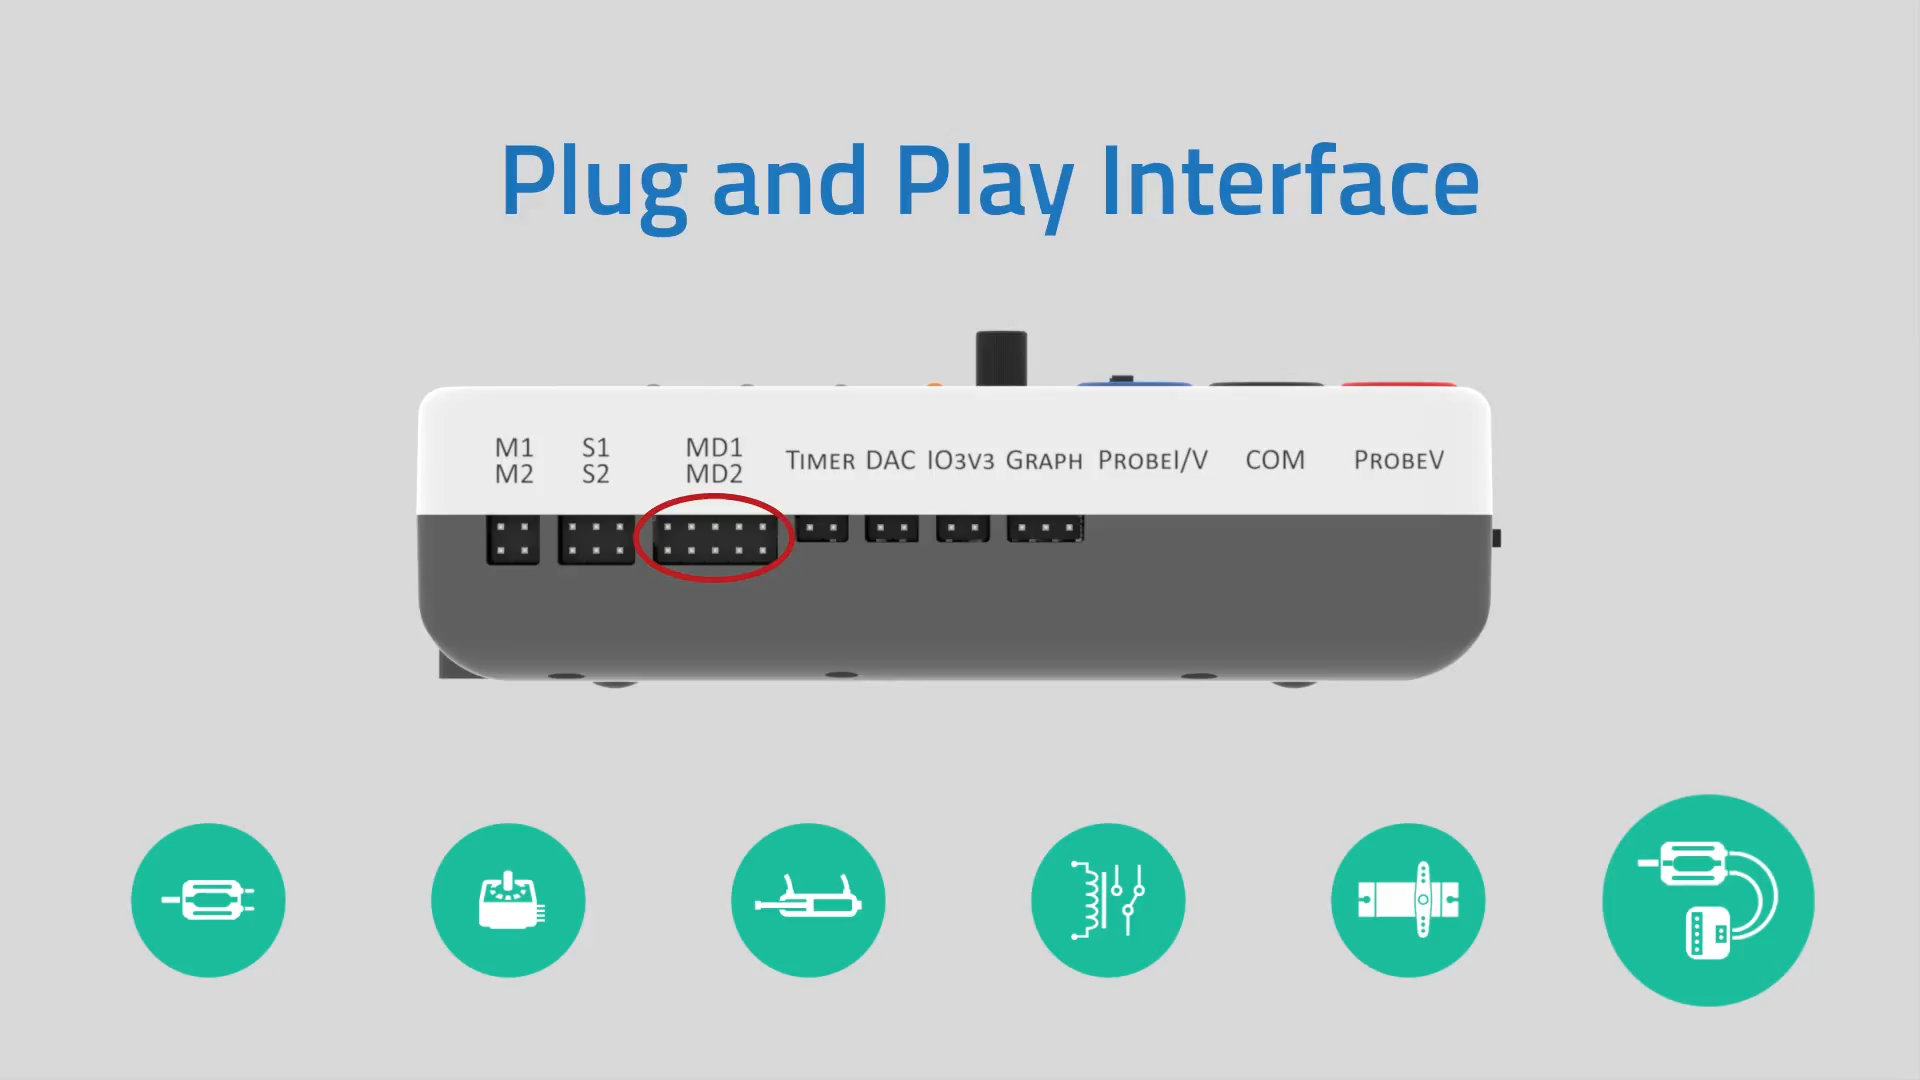 Plug and Play Interface
M1
M2
S1
S2
MD1
MD2
TIMER
DAC
IO3V3
GRAPH
PROBEI/V
COM
PROBEV